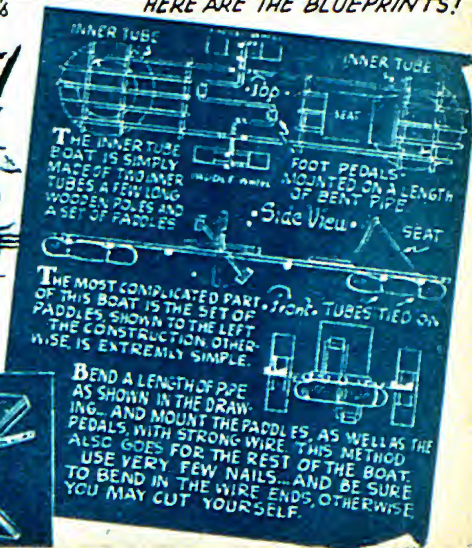 HERE ARE THE BLUEPRINTS!
INNER TUBE
INNER TUBE
•Top•
SEAT
THE INNER TUBE
BOAT IS SIMPLY
MADE OF TWO INNER
TUBES A FEW LONG
WOODEN POLES AND
A SET OF PADDLES
PADDLE WHEEL
FOOT PEDALS-
MOUNTED ON A LENGTH
OF BENT PIPE
•Side View•
SEAT
THE MOST COMPLICATED PART
OF THIS BOAT IS THE SET OF
PADDLES, SHOWN TO THE LEFT
THE CONSTRUCTION, OTHER-
WISE, IS EXTREMLY SIMPLE.
•front•
TUBES TIED ON
BEND A LENGTH OF PIPE
AS SHOWN IN THE DRAW-
ING... AND MOUNT THE PADDLES, AS WELL AS THE
PEDALS, WITH STRONG WIRE. THIS METHOD
ALSO GOES FOR THE REST OF THE BOAT.
USE VERY FEW NAILS... AND BE SURE
TO BEND IN THE WIRE ENDS, OTHERWISE
YOU MAY CUT YOURSELF.